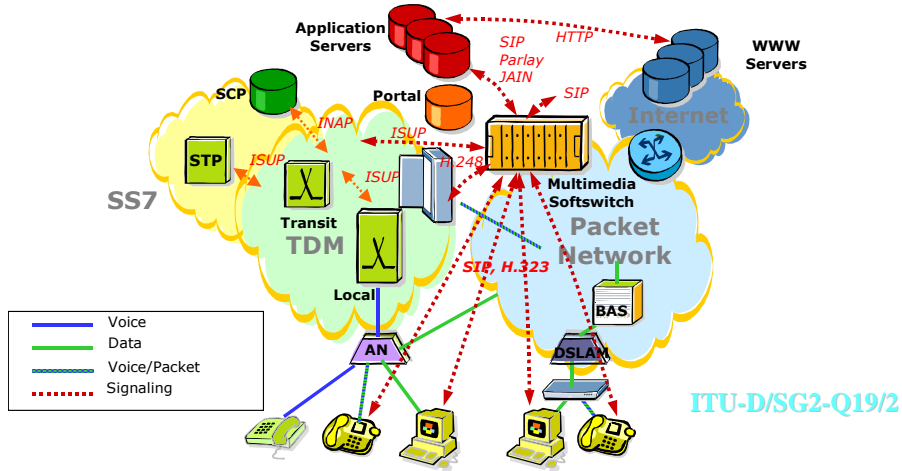 Application
Servers
HTTP
WWW
Servers
SIP
Parlay
JAIN
SCP
Portal
SIP
Internet
INAP
ISUP
STP
ISUP
H.248
ISUP
Multimedia
Softswitch
SS7
Transit
TDM
Packet
Network
SIP, H.323
Local
BAS
AN
DSLAM
Voice
Data
Voice/Packet
Signaling
ITU-D/SG2-Q19/2